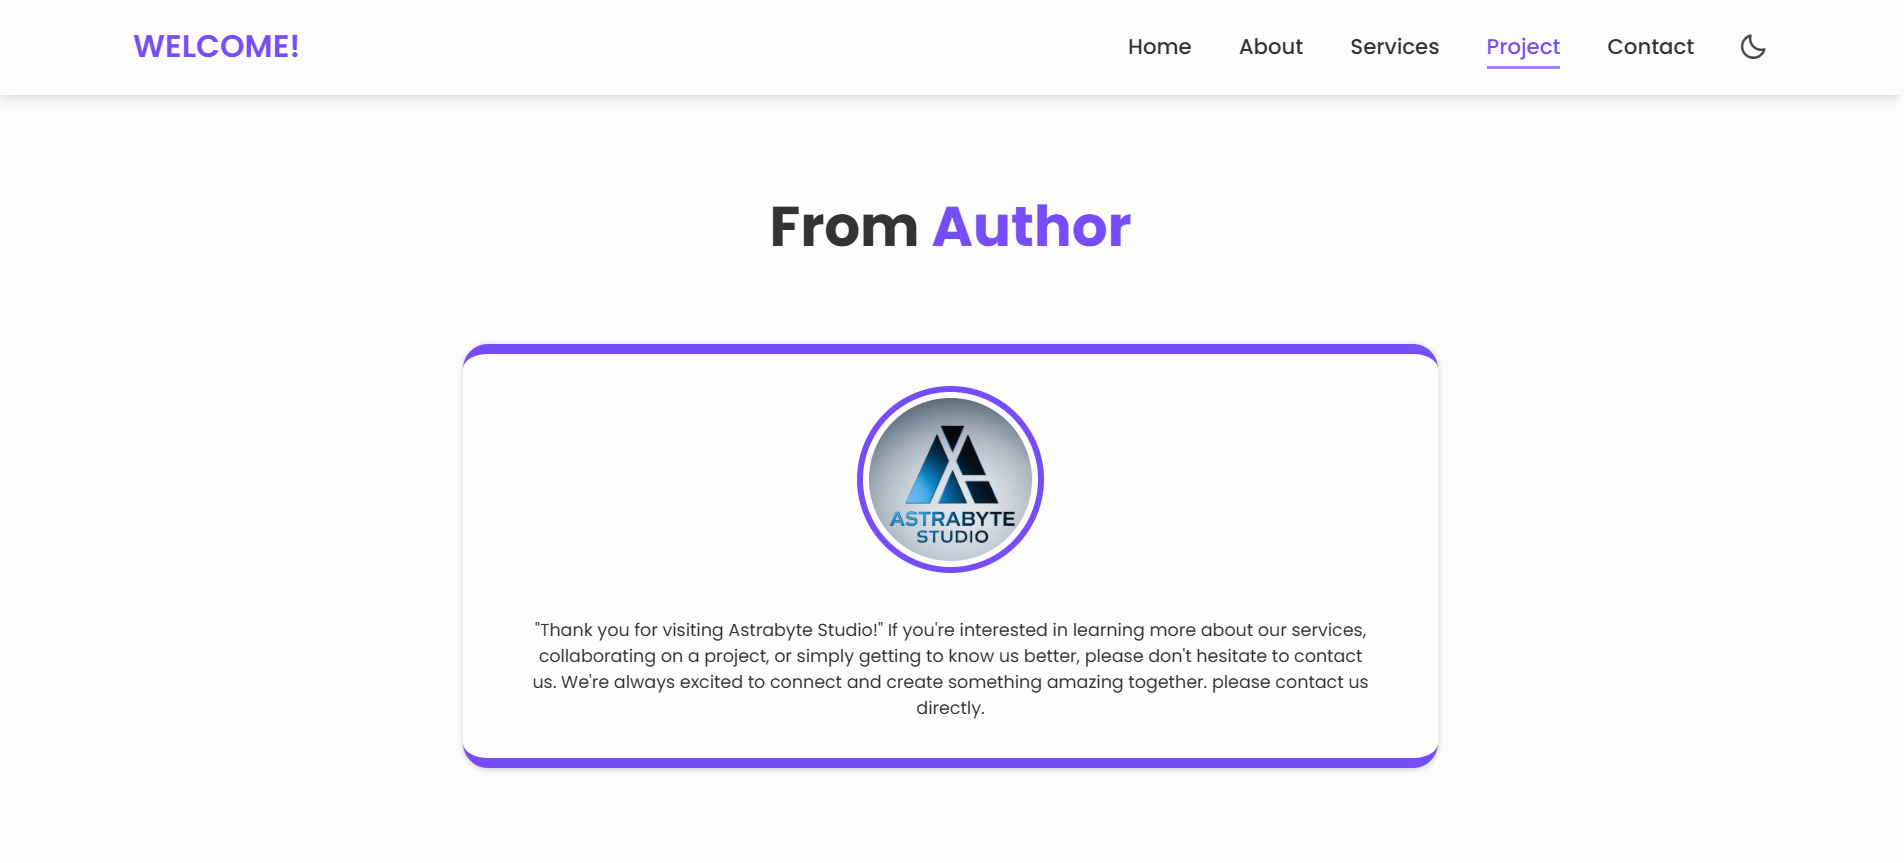 WELCOME!
Home About Services Project Contact
From Author
ASTRABYTE
STUDIO
"Thank you for visiting Astrabyte Studio!" If you're interested in learning more about our services,
collaborating on a project, or simply getting to know us better, please don't hesitate to contact
us. We're always excited to connect and create something amazing together. please contact us
directly.